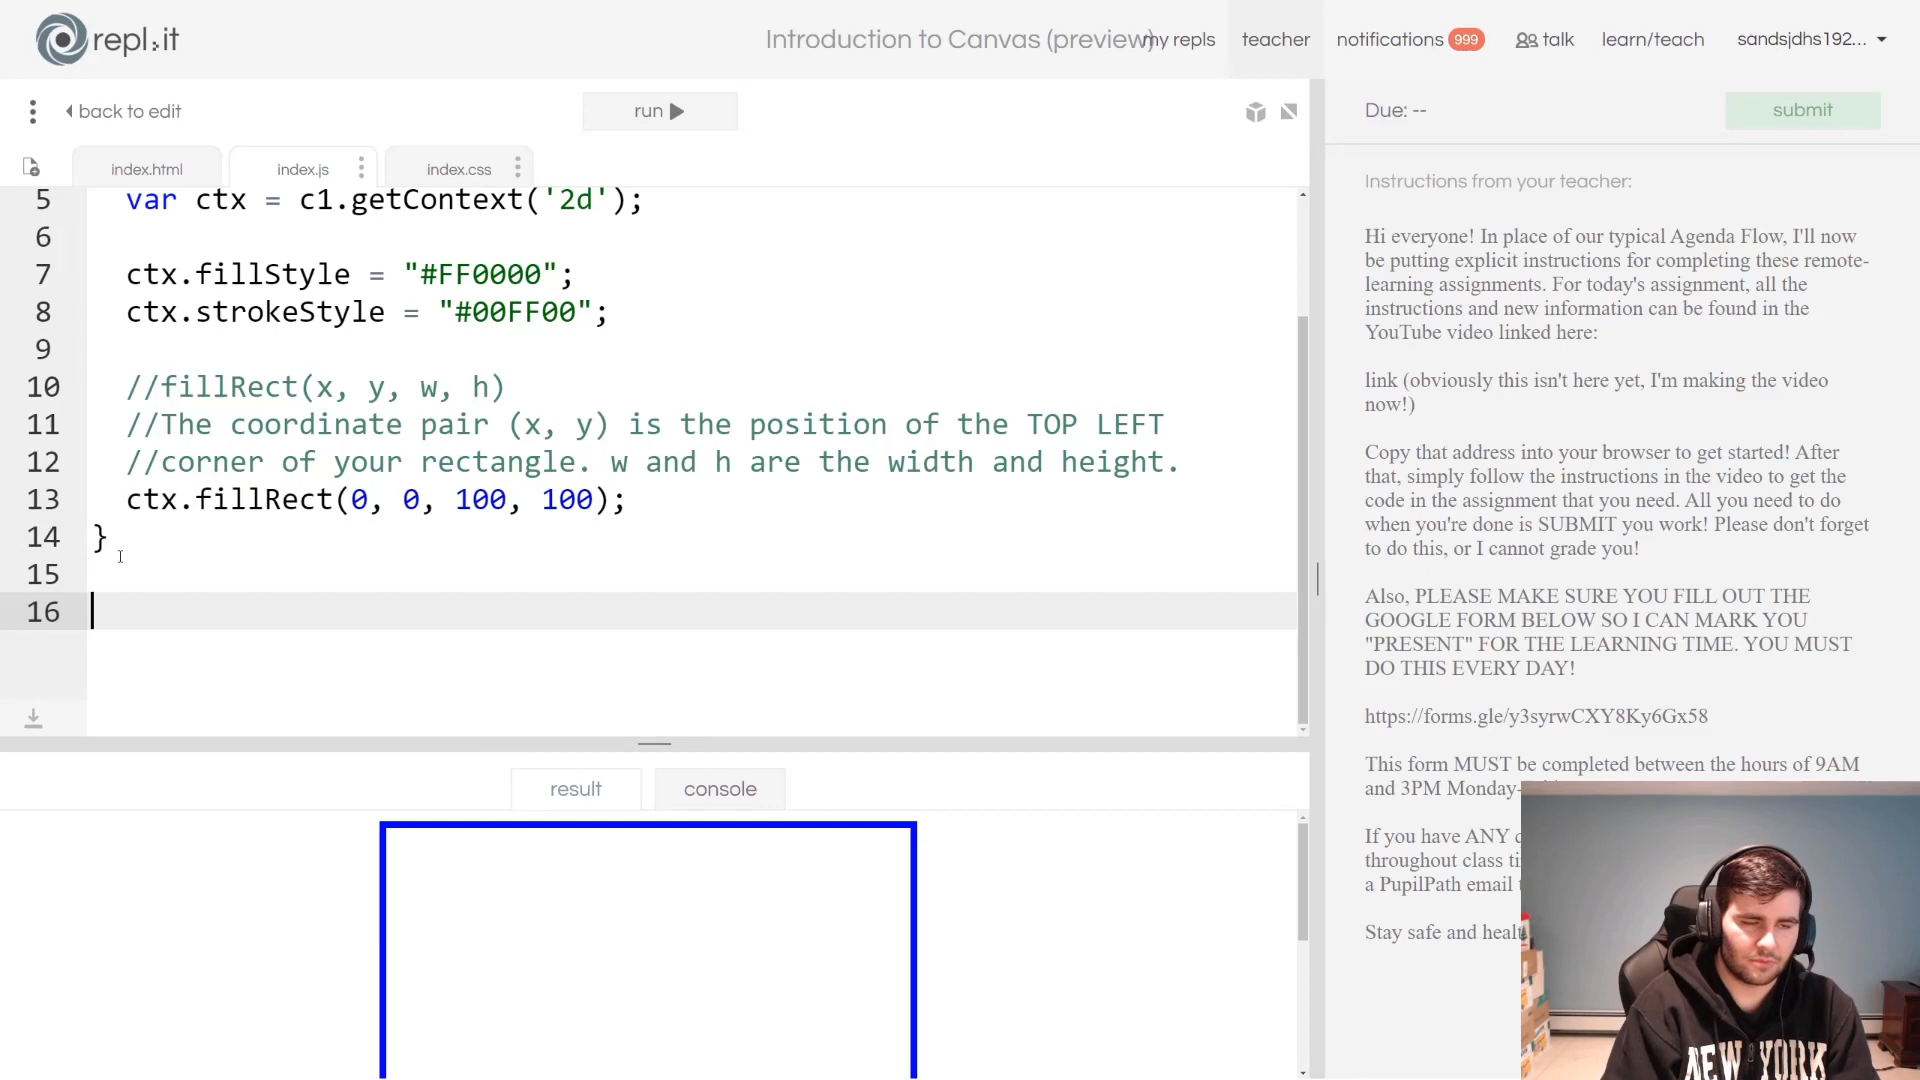 repl.it
Introduction to Canvas (preview)
my repls
teacher
notifications 999
talk
learn/teach
sandsjdhs192...
back to edit
run
Due: --
submit
index.html
index.js
index.css
5 var ctx = c1.getContext('2d');
6
7 ctx.fillStyle = "#FF0000";
8 ctx.strokeStyle = "#00FF00";
9
10 //fillRect(x, y, w, h)
11 //The coordinate pair (x, y) is the position of the TOP LEFT
12 //corner of your rectangle. w and h are the width and height.
13 ctx.fillRect(0, 0, 100, 100);
14 }
15
16
result
console
Instructions from your teacher:
Hi everyone! In place of our typical Agenda Flow, I'll now
be putting explicit instructions for completing these remote-
learning assignments. For today's assignment, all the
instructions and new information can be found in the
YouTube video linked here:
link (obviously this isn't here yet, I'm making the video
now!)
Copy that address into your browser to get started! After
that, simply follow the instructions in the video to get the
code in the assignment that you need. All you need to do
when you're done is SUBMIT you work! Please don't forget
to do this, or I cannot grade you!
Also, PLEASE MAKE SURE YOU FILL OUT THE
GOOGLE FORM BELOW SO I CAN MARK YOU
"PRESENT" FOR THE LEARNING TIME. YOU MUST
DO THIS EVERY DAY!
https://forms.gle/y3syrwCXY8Ky6Gx58
This form MUST be completed between the hours of 9AM
and 3PM Monday-
If you have ANY
throughout class
a PupilPath email
Stay safe and
NEW YORK